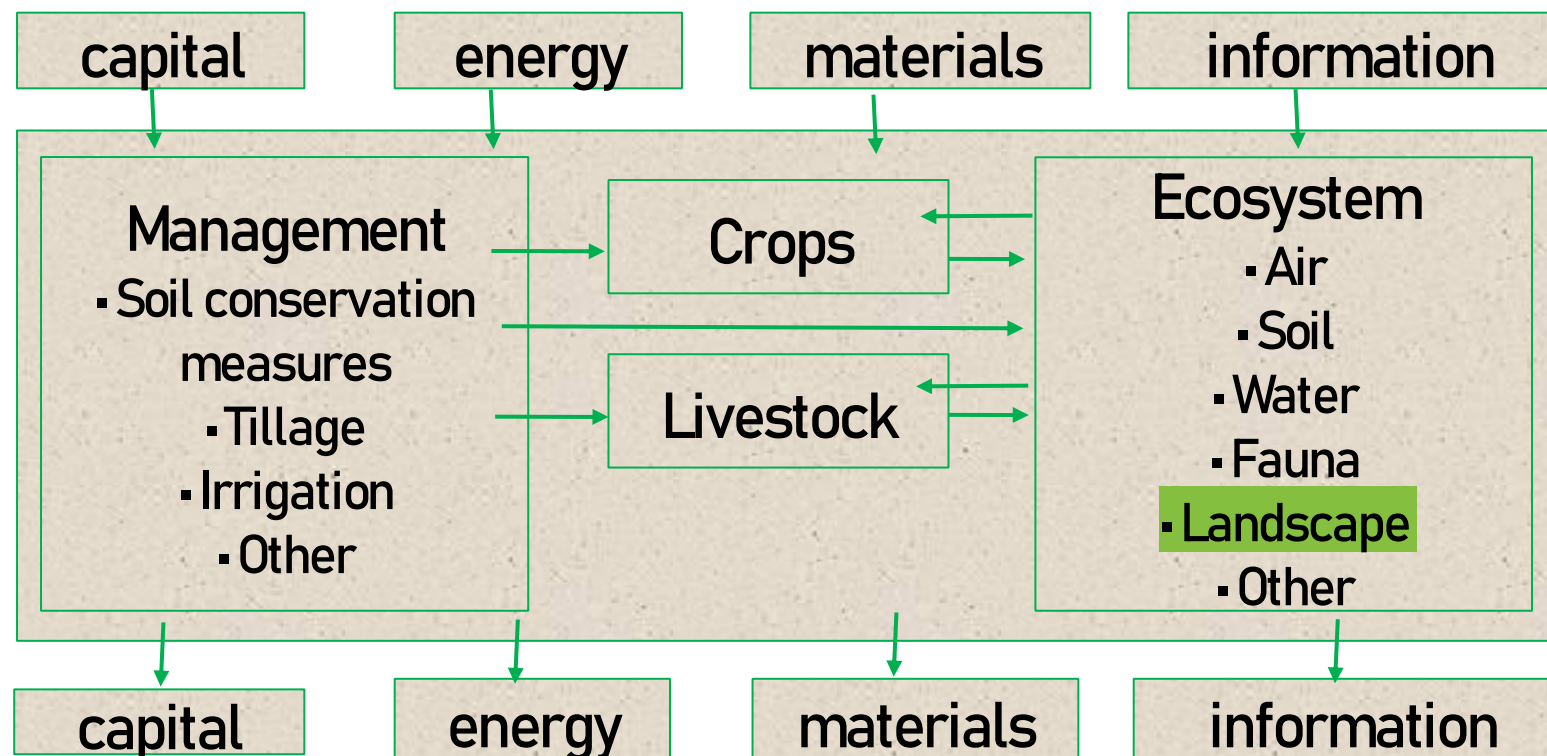 capital
energy
materials
information
Management
▪ Soil conservation
measures
▪ Tillage
▪ Irrigation
▪ Other
Crops
Livestock
Ecosystem
▪ Air
▪ Soil
▪ Water
▪ Fauna
▪ Landscape
▪ Other
capital
energy
materials
information